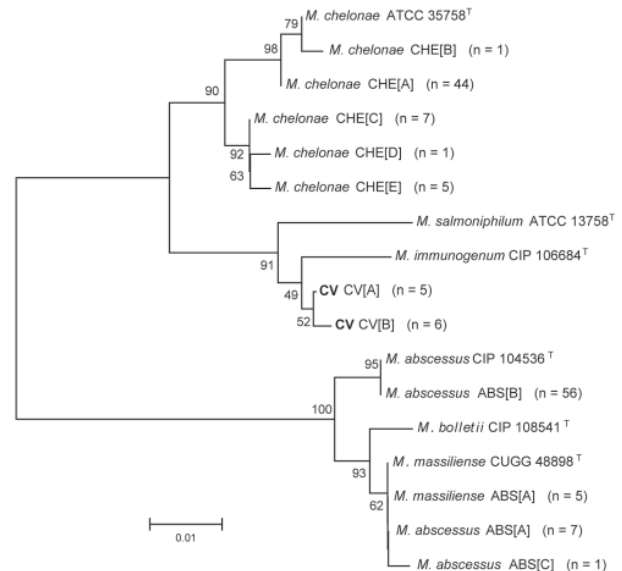 79
M. chelonae ATCC 35758T
98
M. chelonae CHE[B] (n = 1)
90
M. chelonae CHE[A] (n = 44)
M. chelonae CHE[C] (n = 7)
92
M. chelonae CHE[D] (n = 1)
63
M. chelonae CHE[E] (n = 5)
M. salmoniphilum ATCC 13758T
91
M. immunogenum CIP 106684T
49
CV CV[A] (n = 5)
52
CV CV[B] (n = 6)
95
M. abscessus CIP 104536 T
M. abscessus ABS[B] (n = 56)
100
M. bolletii CIP 108541 T
93
M. massiliense CUGG 48898 T
M. massiliense ABS[A] (n = 5)
62
M. abscessus ABS[A] (n = 7)
M. abscessus ABS[C] (n = 1)
0.01